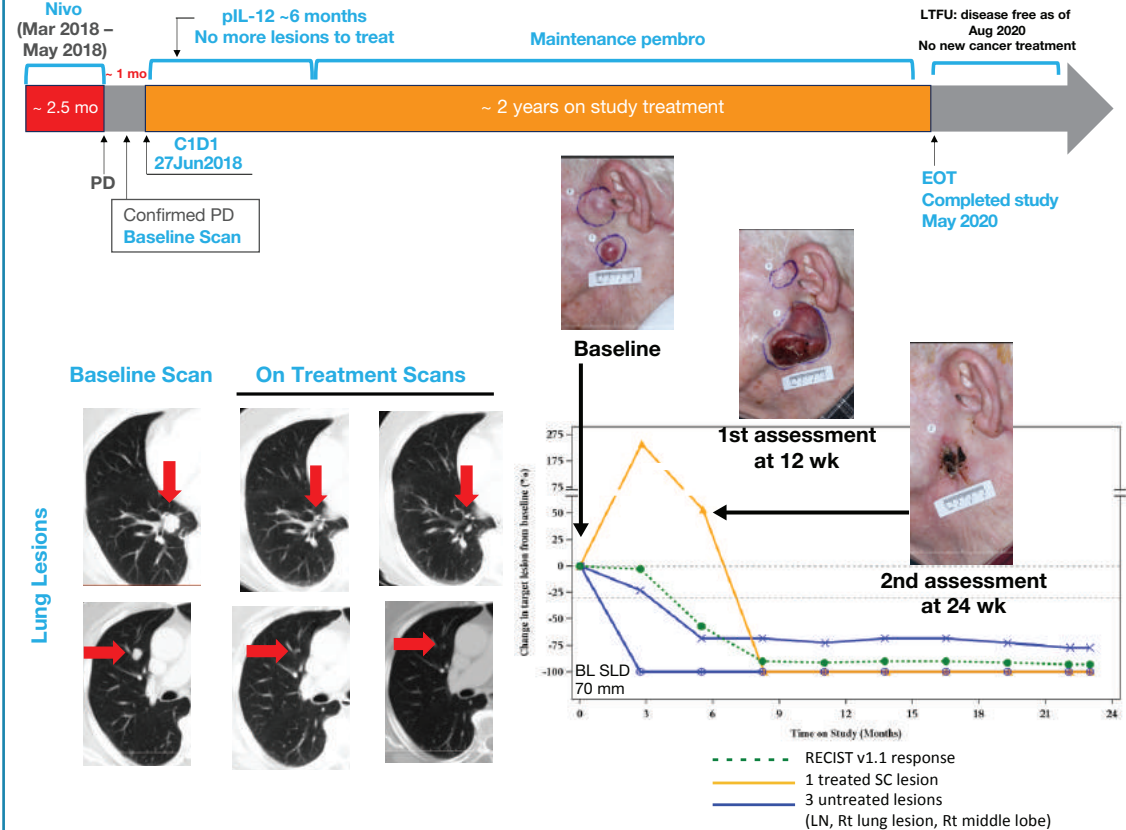 Nivo
(Mar 2018 –
May 2018)
pIL-12 ~6 months
No more lesions to treat
Maintenance pembro
LTFU: disease free as of
Aug 2020
No new cancer treatment
~ 1 mo
~ 2.5 mo
~ 2 years on study treatment
C1D1
27Jun2018
PD
Confirmed PD
Baseline Scan
EOT
Completed study
May 2020
Baseline
1st assessment
at 12 wk
2nd assessment
at 24 wk
Baseline Scan
On Treatment Scans
Lung Lesions
Change in target lesion from baseline (%)
275
175
75
50
0
-25
-50
-75
-100
BL SLD
70 mm
0 3 6 9 12 15 18 21 24
Time on Study (Months)
RECIST v1.1 response
1 treated SC lesion
3 untreated lesions
(LN, Rt lung lesion, Rt middle lobe)